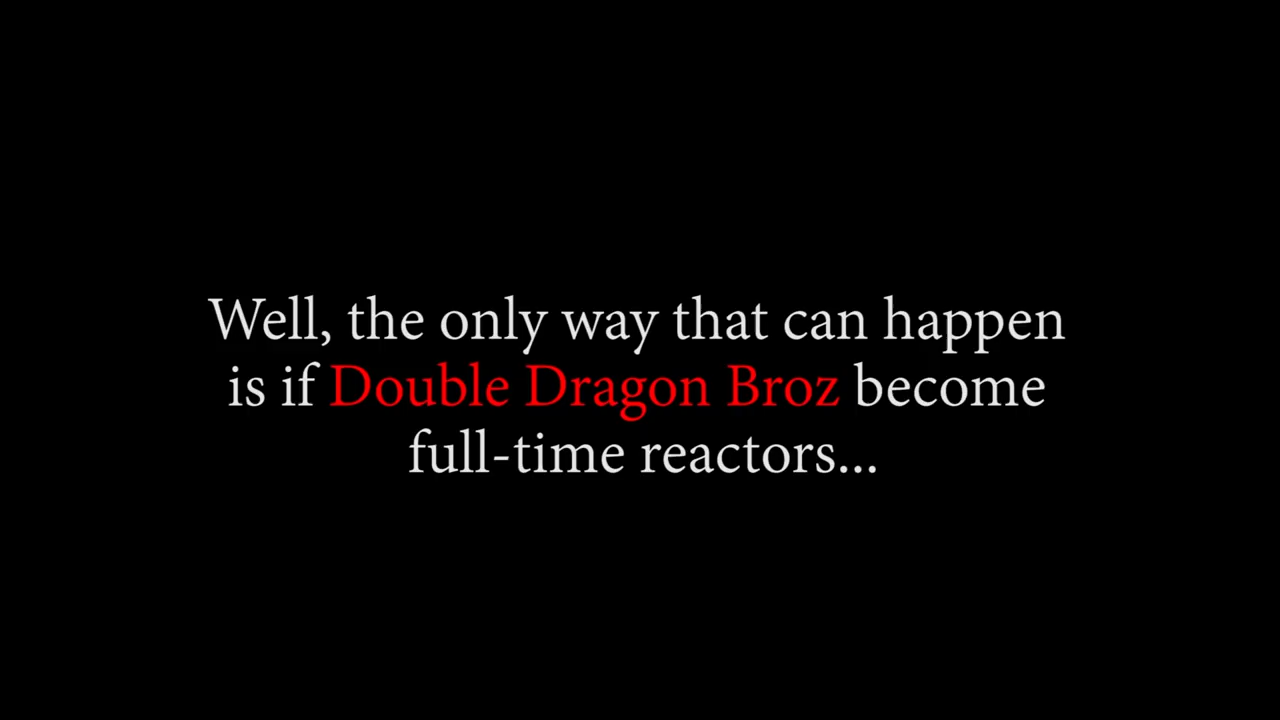 Well, the only way that can happen
is if Double Dragon Broz become
full-time reactors...